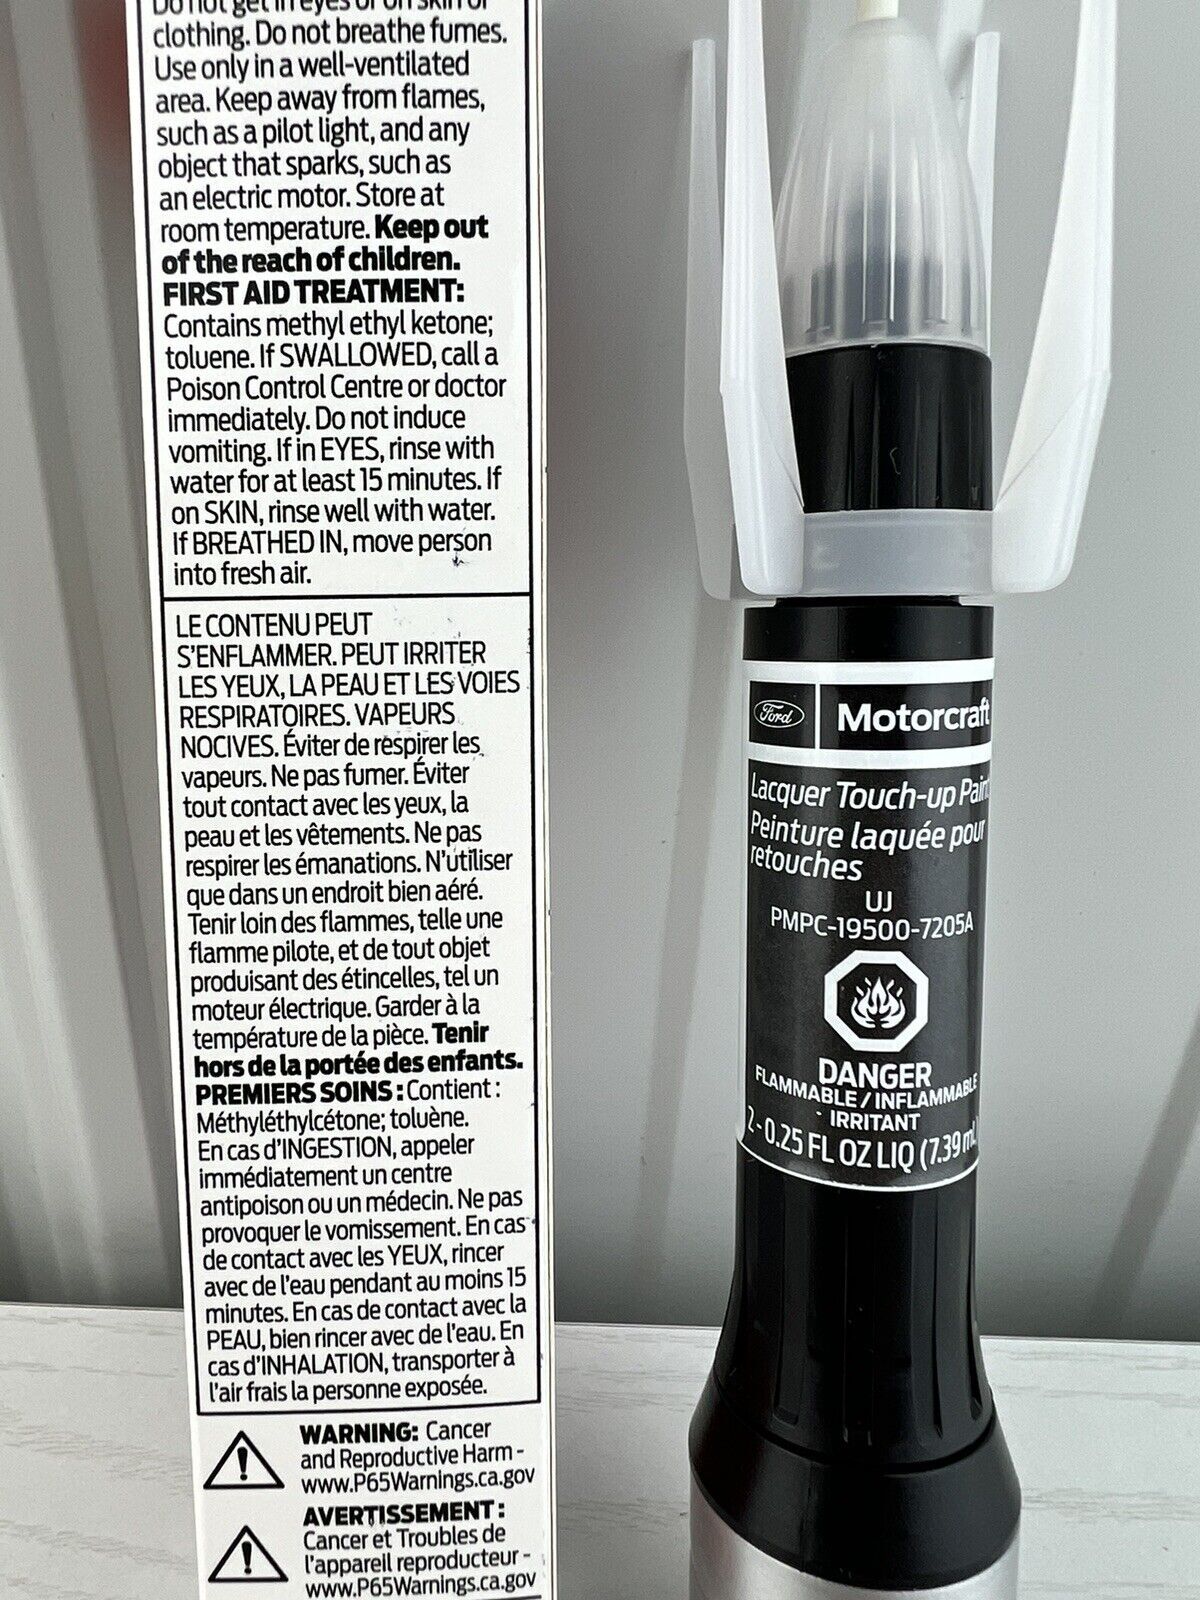 Do not get in eyes or on skin or
clothing. Do not breathe fumes.
Use only in a well-ventilated
area. Keep away from flames,
such as a pilot light, and any
object that sparks, such as
an electric motor. Store at
room temperature. Keep out
of the reach of children.
FIRST AID TREATMENT:
Contains methyl ethyl ketone;
toluene. If SWALLOWED, call a
Poison Control Centre or doctor
immediately. Do not induce
vomiting. If in EYES, rinse with
water for at least 15 minutes. If
on SKIN, rinse well with water.
If BREATHED IN, move person
into fresh air.
LE CONTENU PEUT
S'ENFLAMMER. PEUT IRRITER
LES YEUX, LA PEAU ET LES VOIES
RESPIRATOIRES. VAPEURS
NOCIVES. Éviter de respirer les
vapeurs. Ne pas fumer. Éviter
tout contact avec les yeux, la
peau et les vêtements. Ne pas
respirer les émanations. N'utiliser
que dans un endroit bien aéré.
Tenir loin des flammes, telle une
flamme pilote, et de tout objet
produisant des étincelles, tel un
moteur électrique. Garder à la
température de la pièce. Tenir
hors de la portée des enfants.
PREMIERS SOINS : Contient :
Méthyléthylcétone; toluène.
En cas d'INGESTION, appeler
immédiatement un centre
antipoison ou un médecin. Ne pas
provoquer le vomissement. En cas
de contact avec les YEUX, rincer
avec de l'eau pendant au moins 15
minutes. En cas de contact avec la
PEAU, bien rincer avec de l'eau. En
cas d'INHALATION, transporter à
l'air frais la personne exposée.
WARNING: Cancer
and Reproductive Harm -
www.P65Warnings.ca.gov
AVERTISSEMENT :
Cancer et Troubles de
l'appareil reproducteur -
www.P65Warnings.ca.gov
Ford Motorcraft
Lacquer Touch-up Paint
Peinture laquée pour
retouches
UJ
PMPC-19500-7205A
DANGER
FLAMMABLE / INFLAMMABLE
IRRITANT
2-0.25 FL OZ LIQ (7.39 mL)